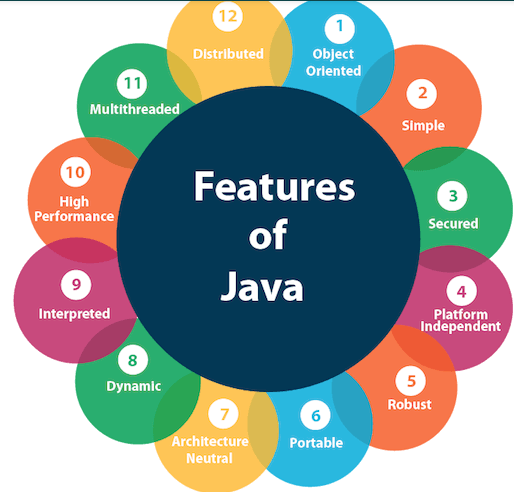 Features
of
Java
1
Object
Oriented
2
Simple
3
Secured
4
Platform
Independent
5
Robust
6
Portable
7
Architecture
Neutral
8
Dynamic
9
Interpreted
10
High
Performance
11
Multithreaded
12
Distributed